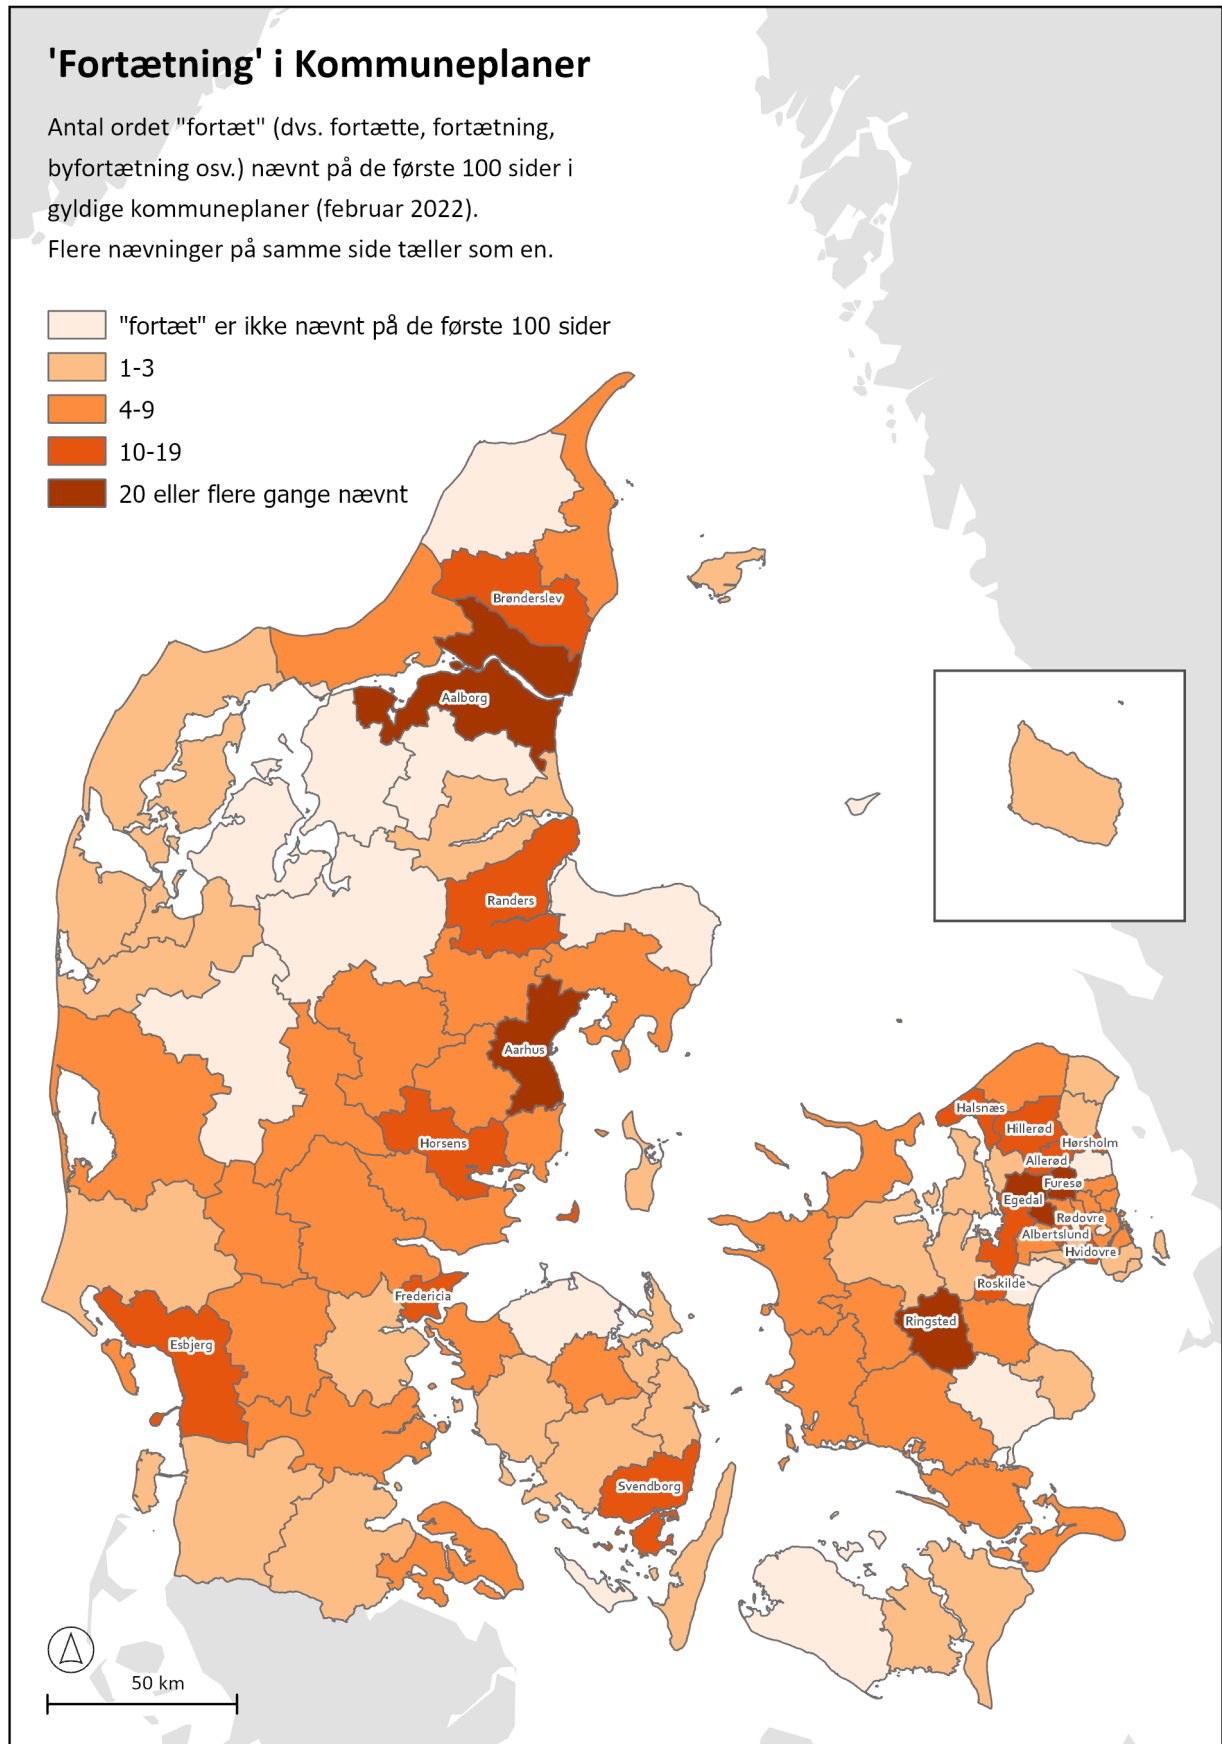 'Fortætning' i Kommuneplaner
Antal ordet "fortæt" (dvs. fortætte, fortætning,
byfortætning osv.) nævnt på de første 100 sider i
gyldige kommuneplaner (februar 2022).
Flere nævninger på samme side tæller som en.
"fortæt" er ikke nævnt på de første 100 sider
1-3
4-9
10-19
20 eller flere gange nævnt
Brønderslev
Aalborg
Randers
Aarhus
Halsnæs
Hillerød
Horsens
Hørsholm
Allerød
Furesø
Egedal
Rødovre
Albertslund
Hvidovre
Roskilde
Fredericia
Ringsted
Esbjerg
Svendborg
50 km